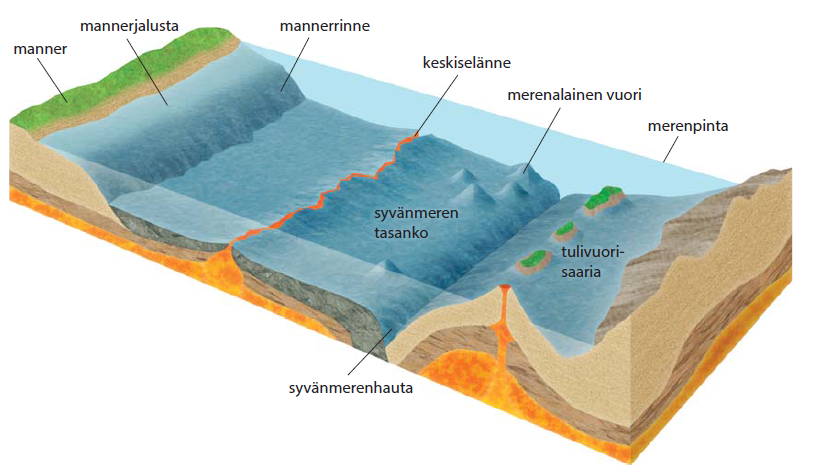 mannerjalusta
mannerrinne
manner
keskiselänne
merenalainen vuori
merenpinta
syvänmeren
tasanko
tulivuori-
saaria
syvänmerenhauta